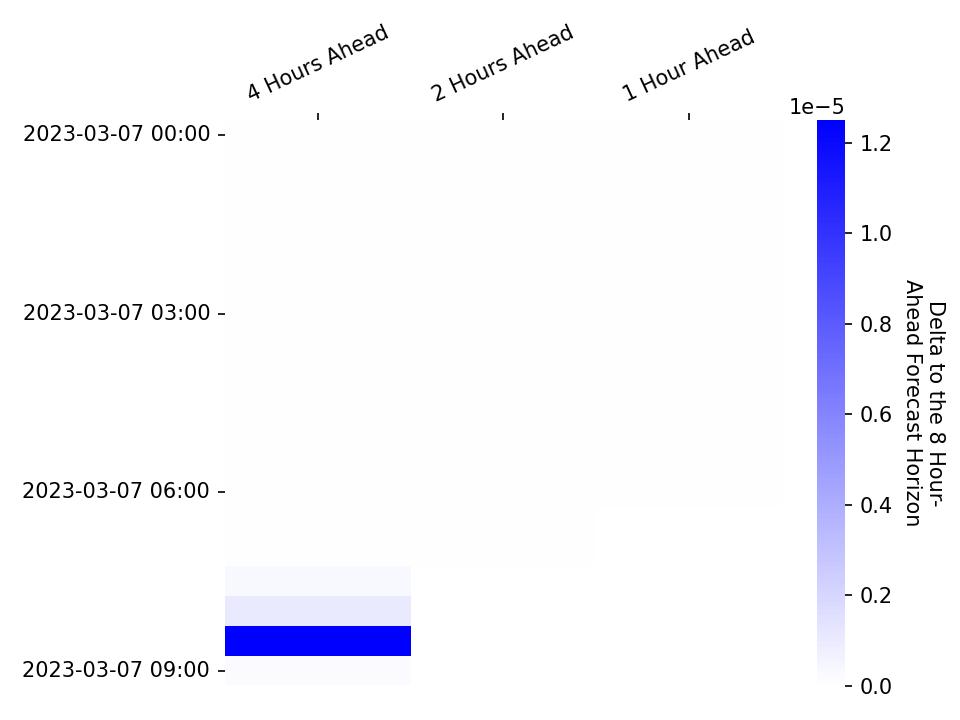 4 Hours Ahead
2 Hours Ahead
1 Hour Ahead
1e−5
2023-03-07 00:00
2023-03-07 03:00
2023-03-07 06:00
2023-03-07 09:00
1.2
1.0
0.8
0.6
0.4
0.2
0.0
Delta to the 8 Hour-
Ahead Forecast Horizon